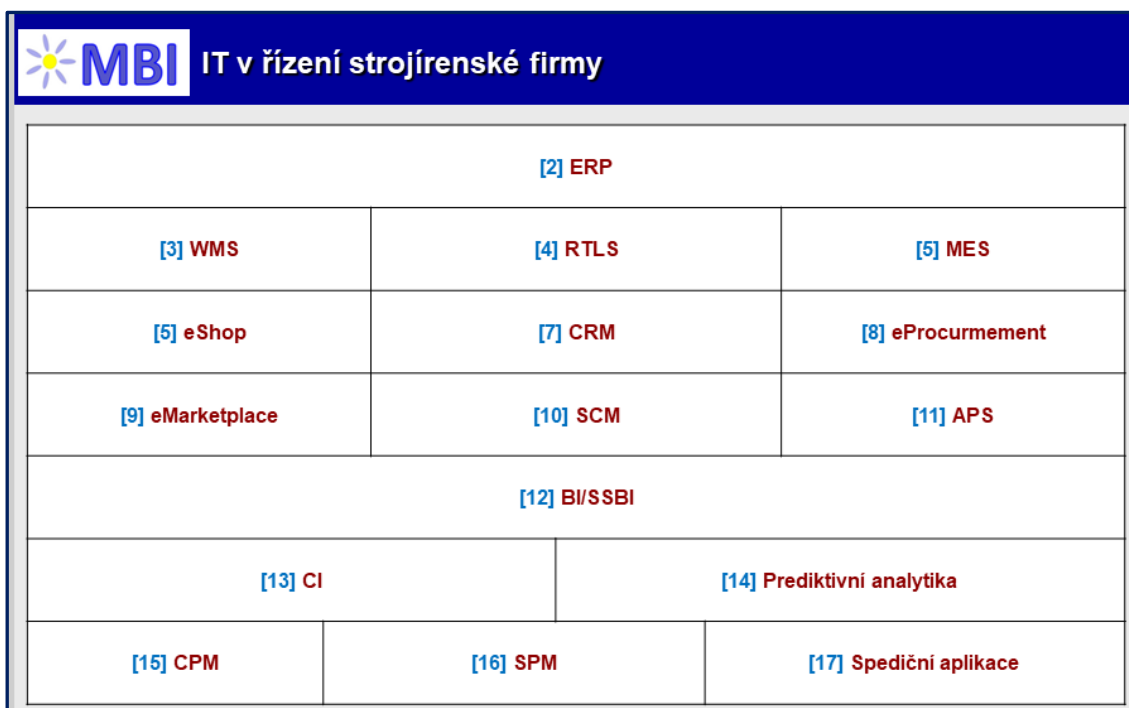 MBI IT v řízení strojírenské firmy
[2] ERP
[3] WMS [4] RTLS [5] MES
[5] eShop [7] CRM [8] eProcurmement
[9] eMarketplace [10] SCM [11] APS
[12] BI/SSBI
[13] CI [14] Prediktivní analytika
[15] CPM [16] SPM [17] Spediční aplikace